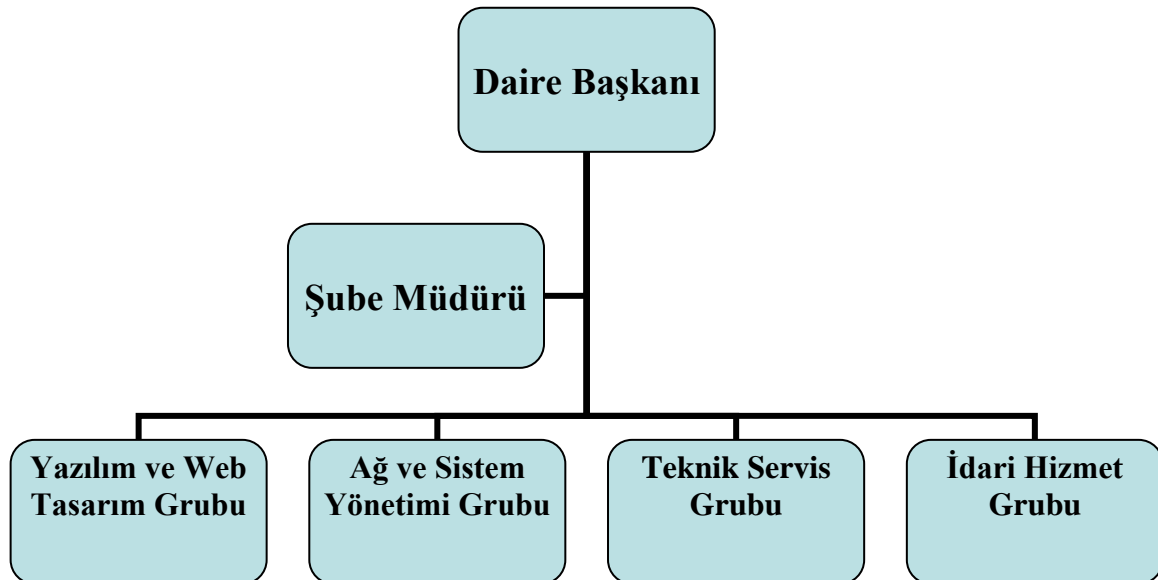 Daire Başkanı
Şube Müdürü
Yazılım ve Web
Tasarım Grubu
Ağ ve Sistem
Yönetimi Grubu
Teknik Servis
Grubu
İdari Hizmet
Grubu